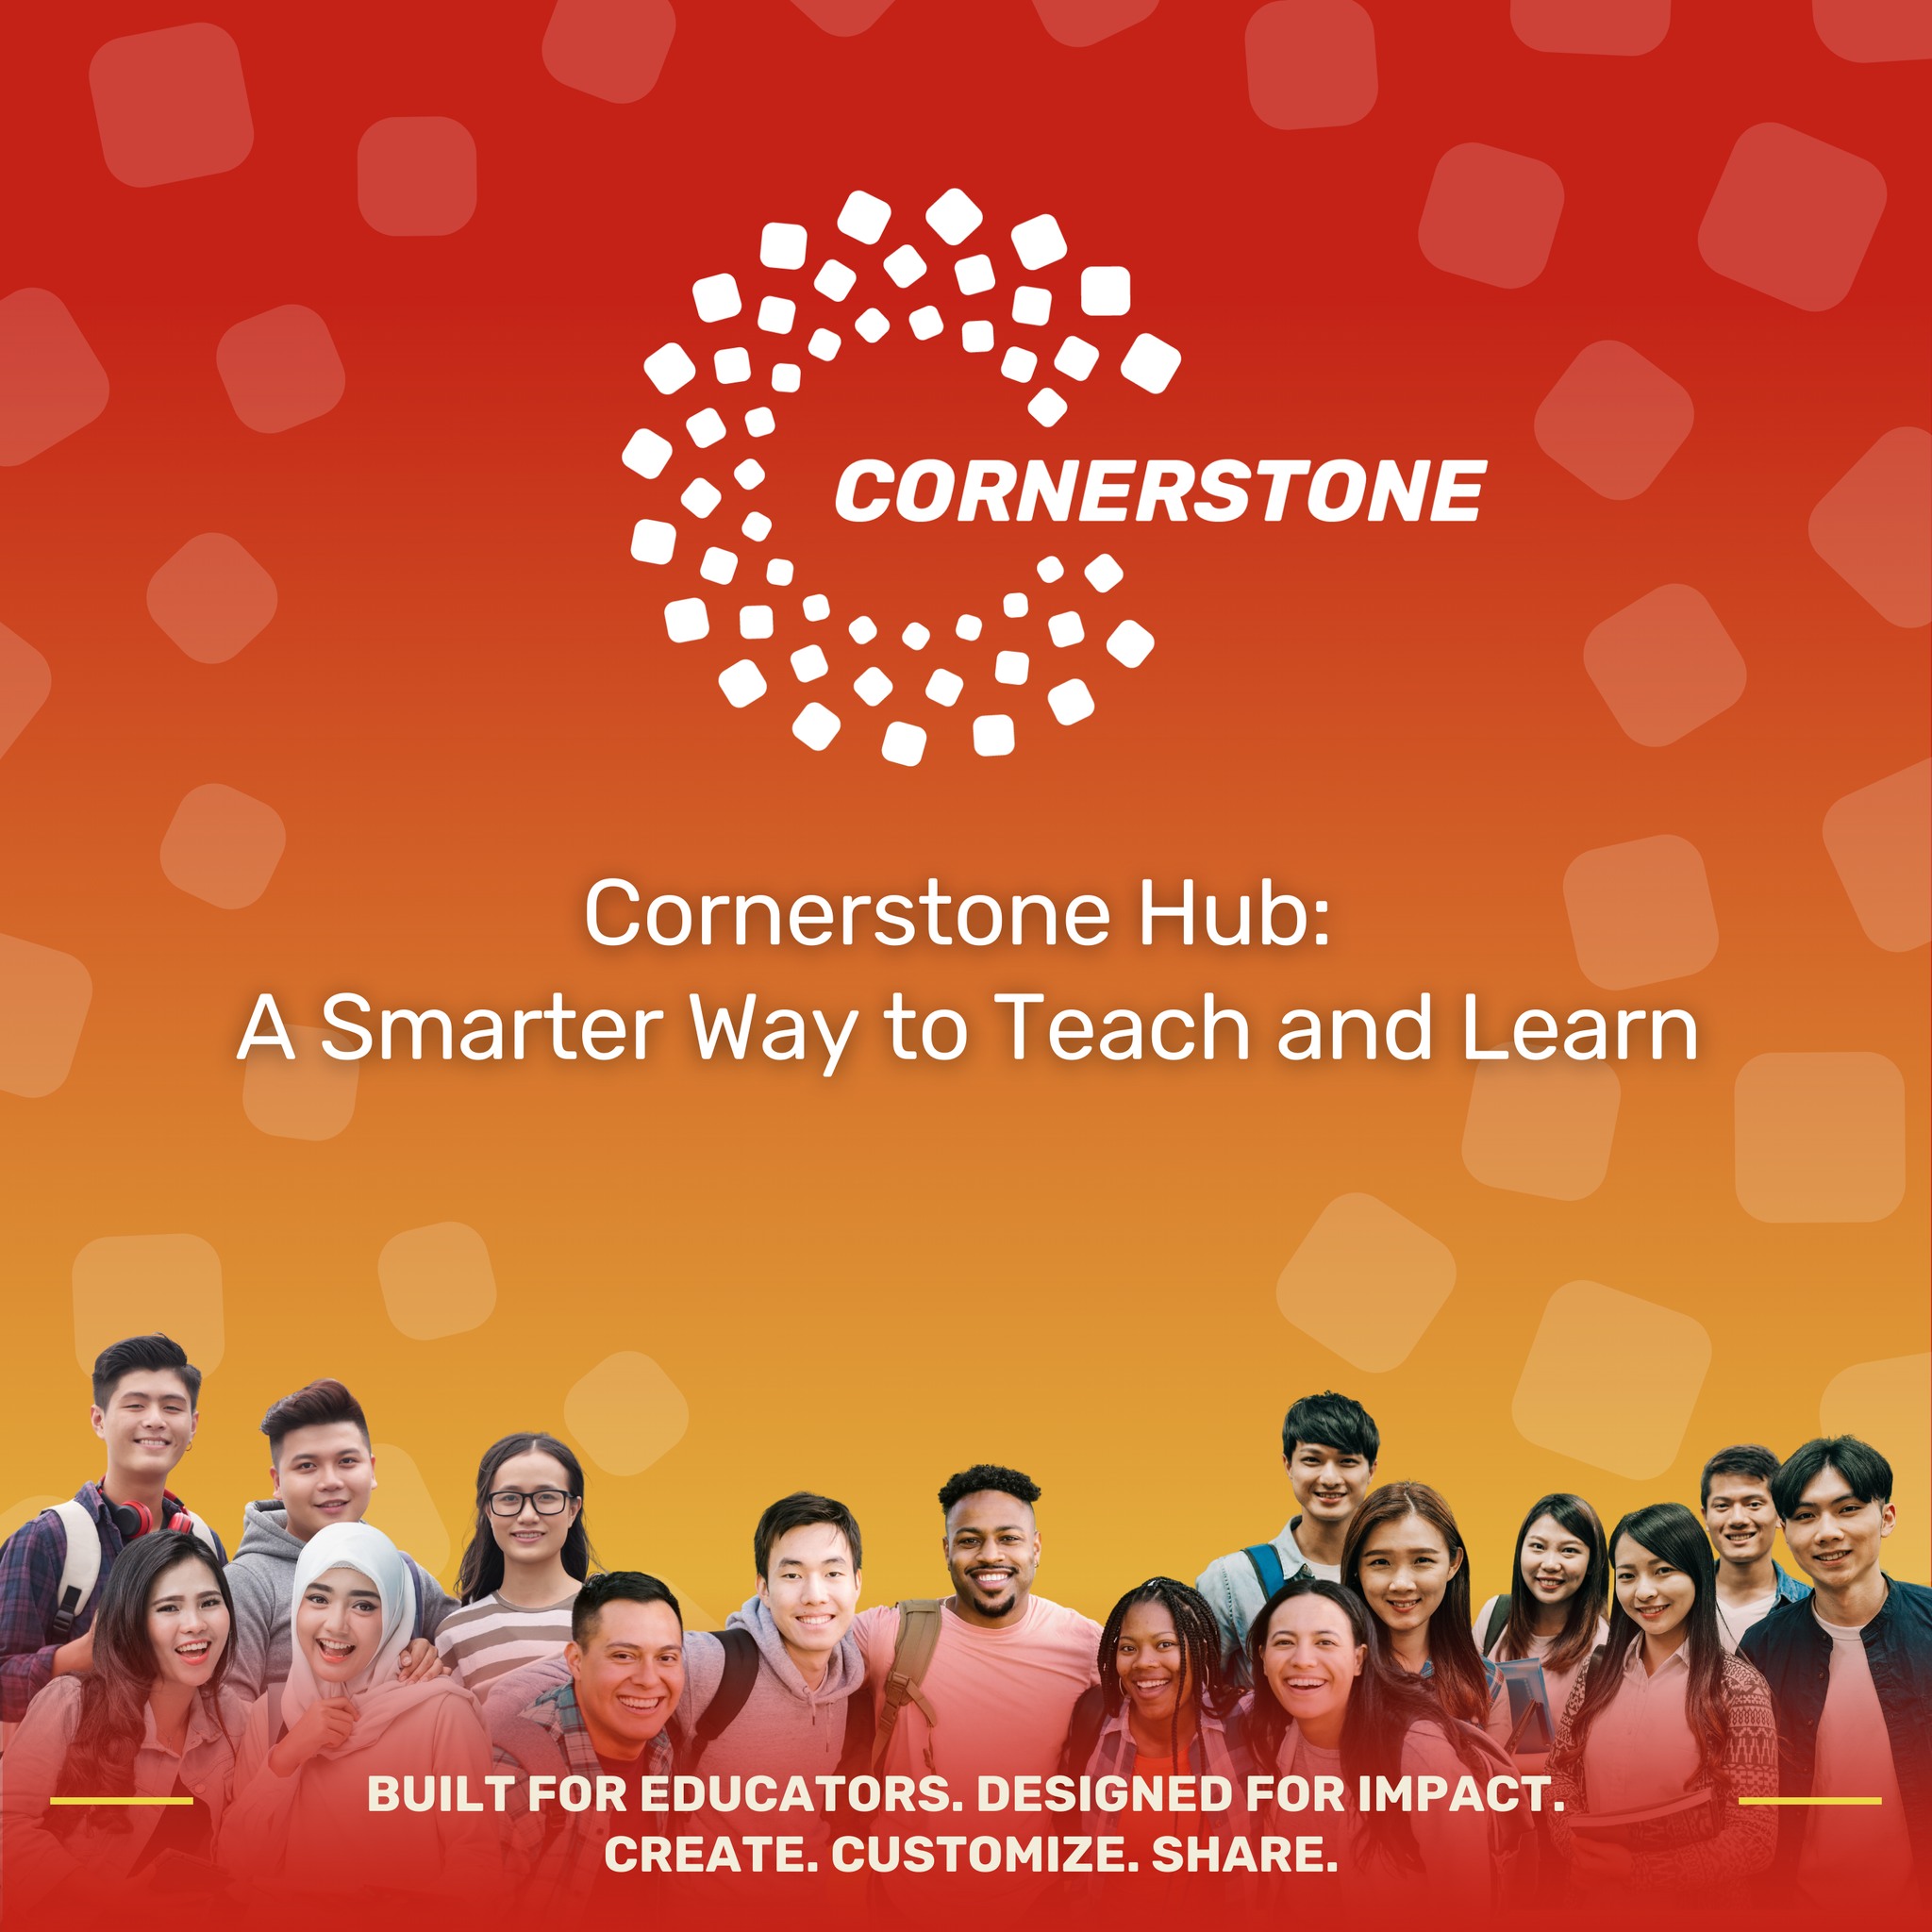 CORNERSTONE
Cornerstone Hub:
A Smarter Way to Teach and Learn
BUILT FOR EDUCATORS. DESIGNED FOR IMPACT.
CREATE. CUSTOMIZE. SHARE.